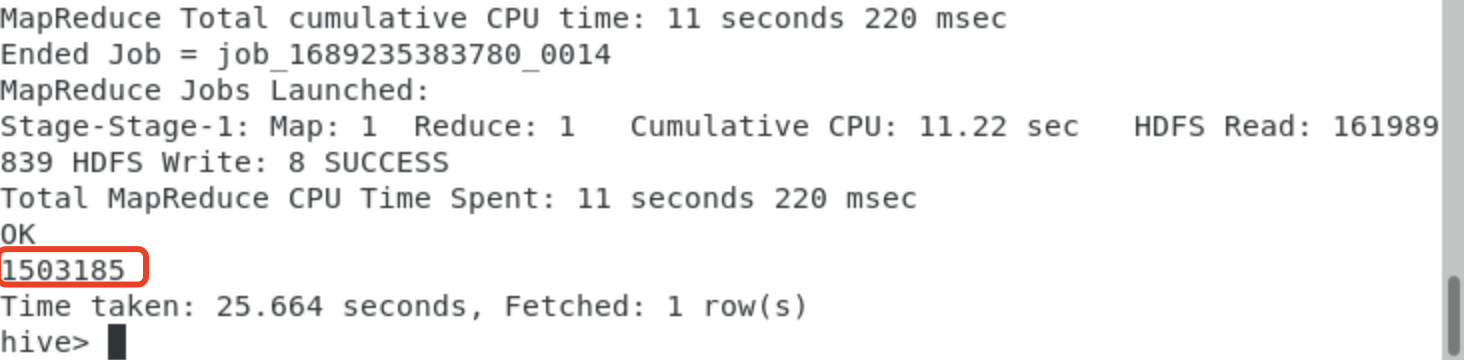 MapReduce Total cumulative CPU time: 11 seconds 220 msec
Ended Job = job_1689235383780_0014
MapReduce Jobs Launched:
Stage-Stage-1: Map: 1  Reduce: 1   Cumulative CPU: 11.22 sec   HDFS Read: 161989
839 HDFS Write: 8 SUCCESS
Total MapReduce CPU Time Spent: 11 seconds 220 msec
OK
1503185
Time taken: 25.664 seconds, Fetched: 1 row(s)
hive>